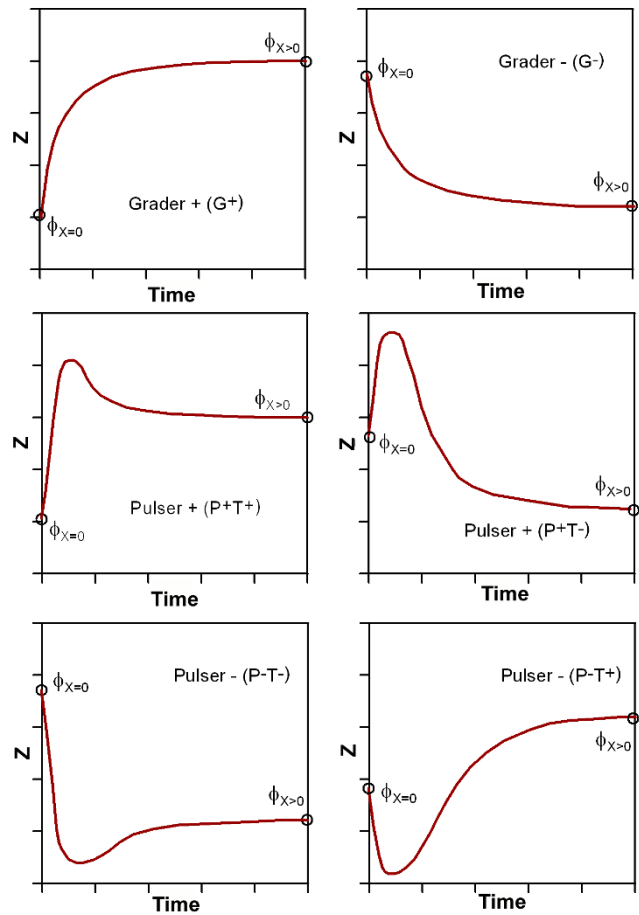 ϕX>0
Z
Grader + (G+)
ϕX=0
Time
ϕX=0
Grader - (G-)
Z
ϕX>0
Time
Z
ϕX>0
Pulser + (P+T+)
ϕX=0
Time
Z
ϕX=0
ϕX>0
Pulser + (P+T-)
Time
ϕX=0
Pulser - (P-T-)
Z
ϕX>0
Time
Pulser - (P-T+)
Z
ϕX>0
ϕX=0
Time